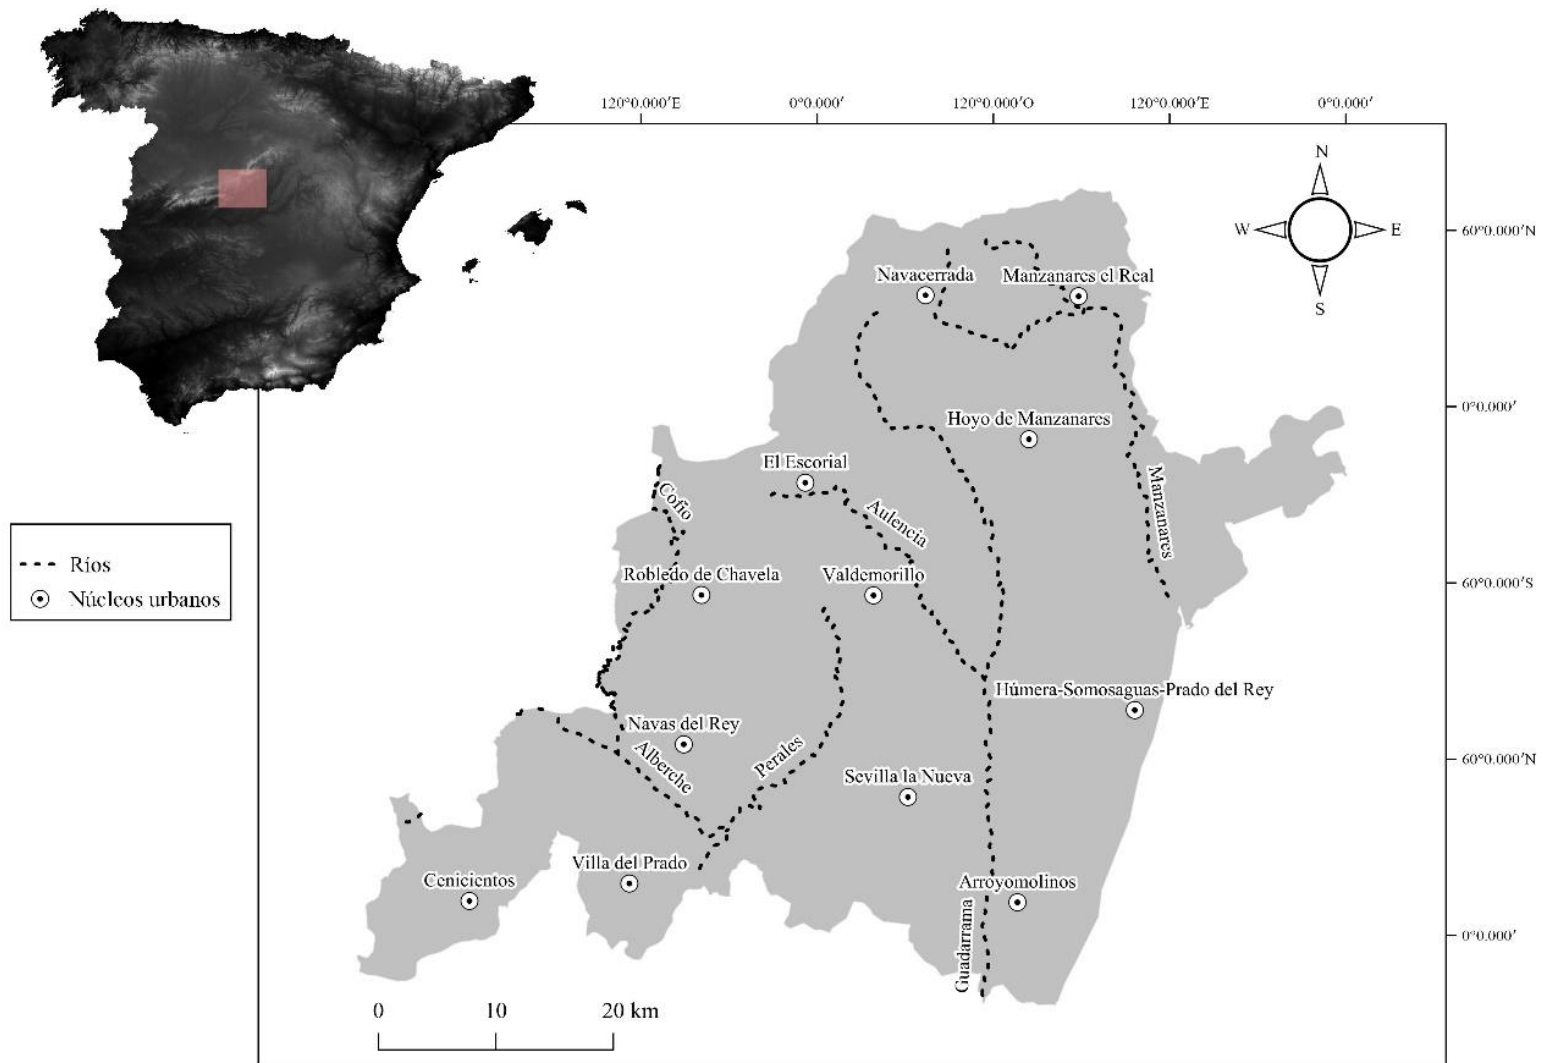 120°0.000'E
0°0.000'
120°0.000'O
120°0.000'E
0°0.000'
N
W
E
S
60°0.000'N
Navacerrada
Manzanares el Real
0°0.000'
Hoyo de Manzanares
El Escorial
Cofio
Aulencia
Manzanares
Ríos
Núcleos urbanos
Robledo de Chavela
Valdemorillo
60°0.000'S
Húmera-Somosaguas-Prado del Rey
Navas del Rey
Alberche
Perales
60°0.000'N
Sevilla la Nueva
Villa del Prado
Cenicientos
Arroyomolinos
Guadarrama
0°0.000'
0
10
20 km